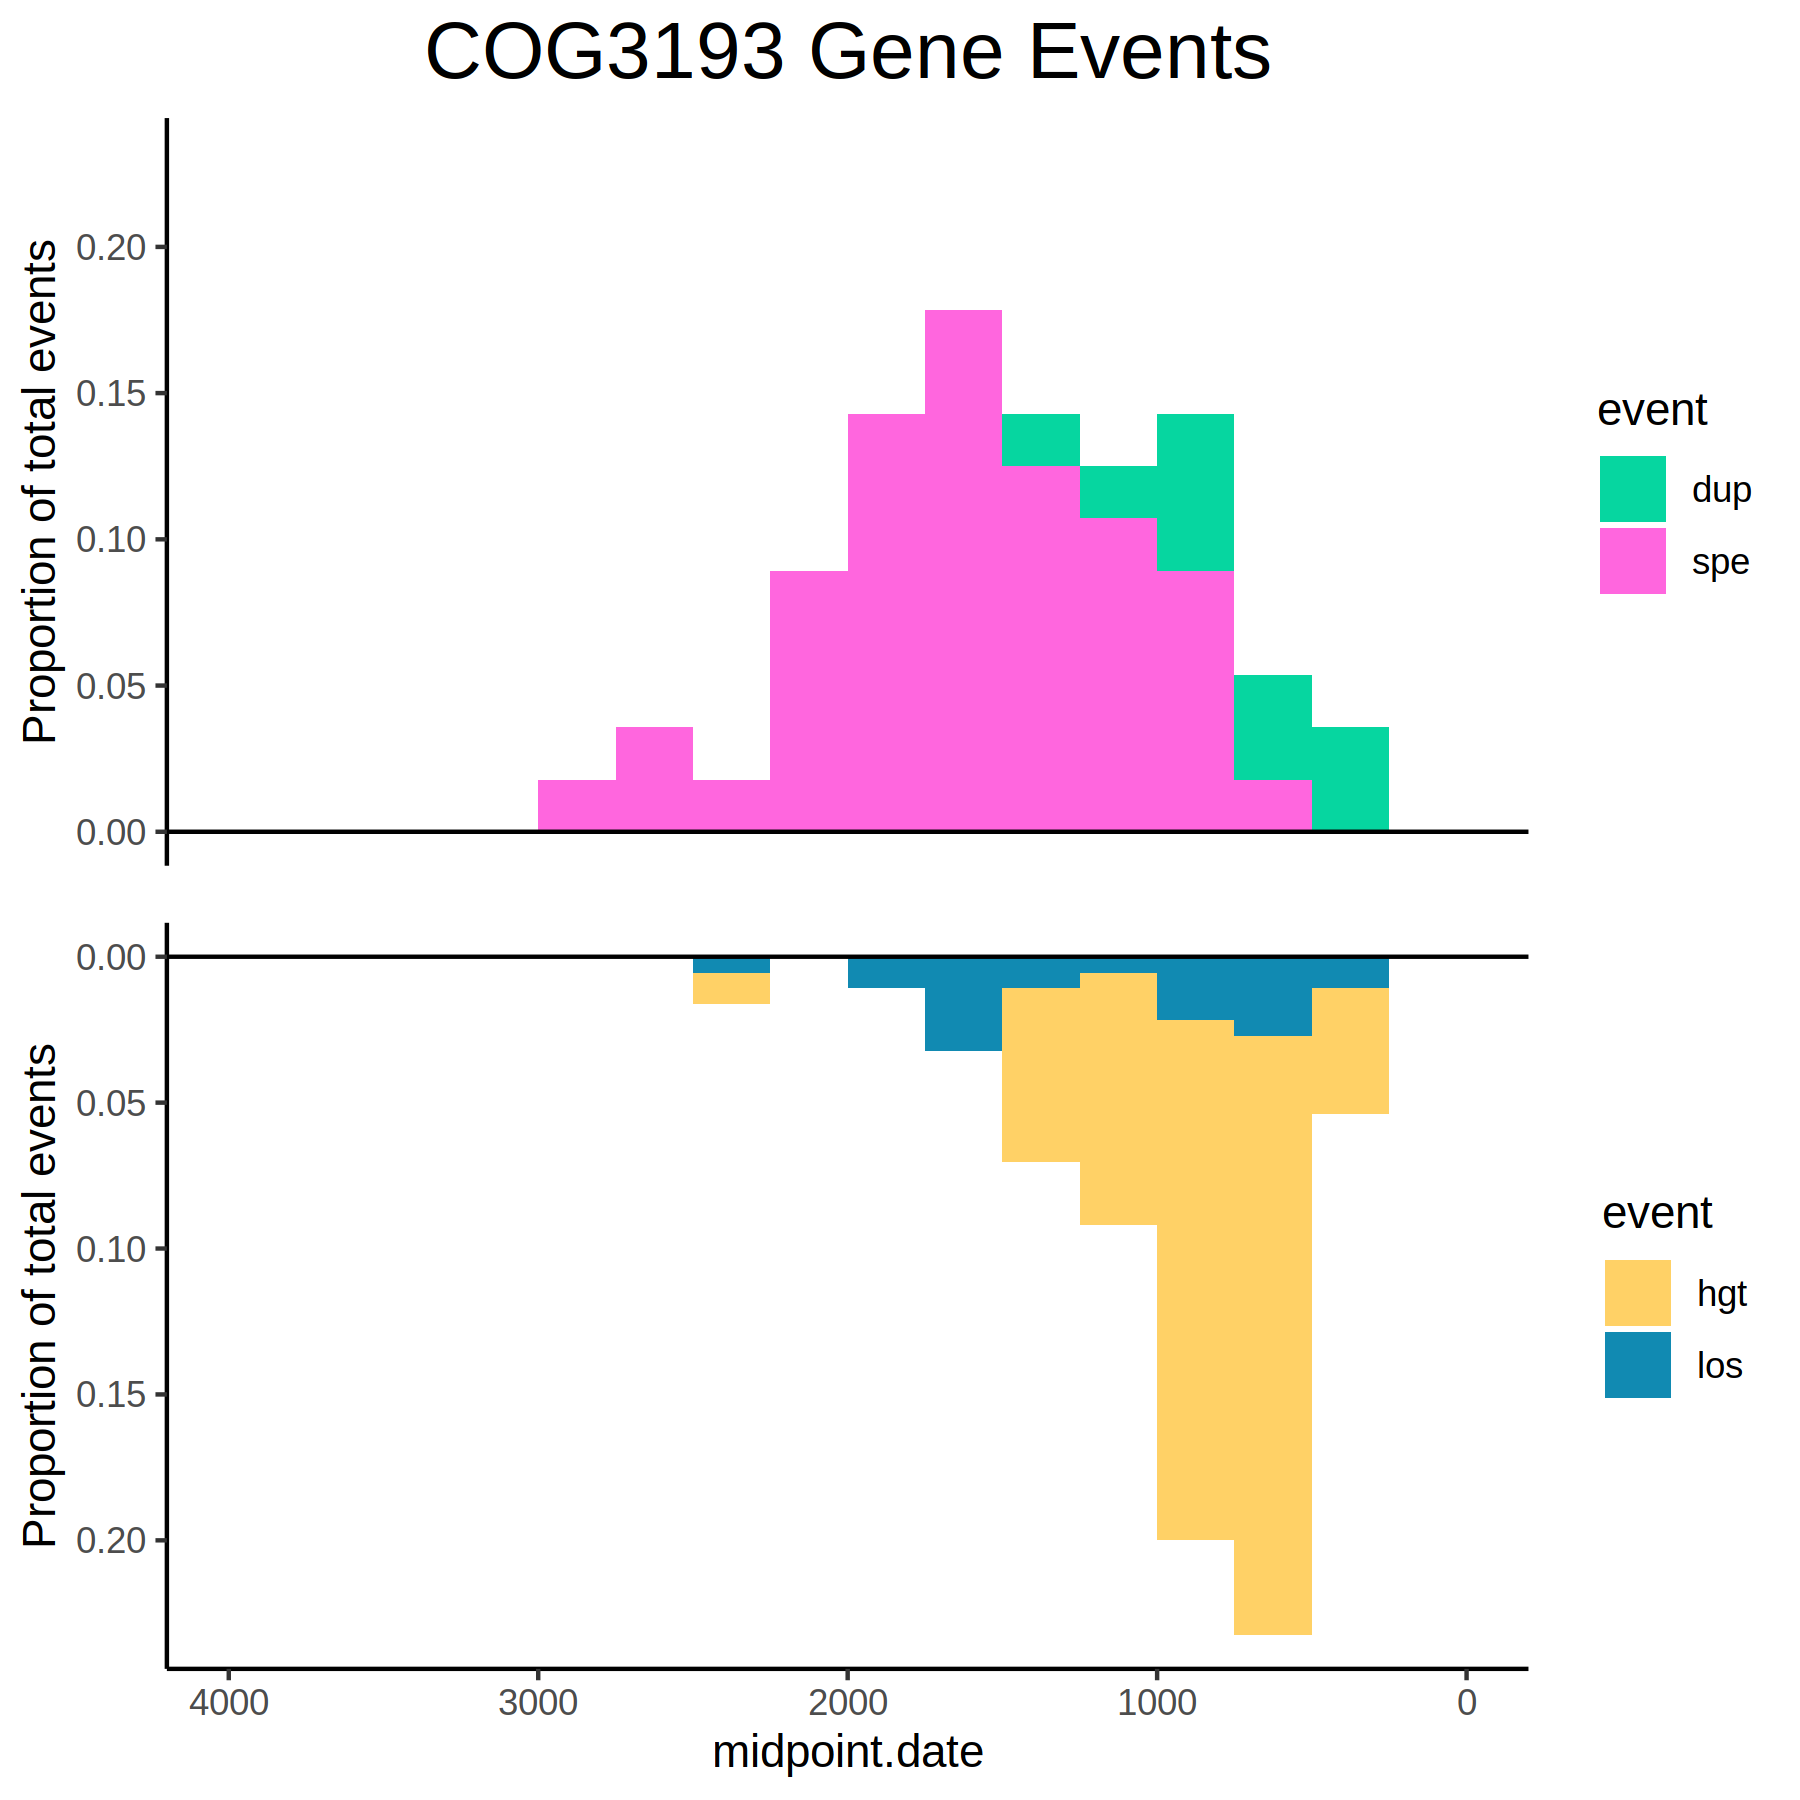 COG3193 Gene Events
Proportion of total events
0.20
0.15
0.10
0.05
0.00
event
dup
spe
Proportion of total events
0.00
0.05
0.10
0.15
0.20
event
hgt
los
4000 3000 2000 1000 0
midpoint.date